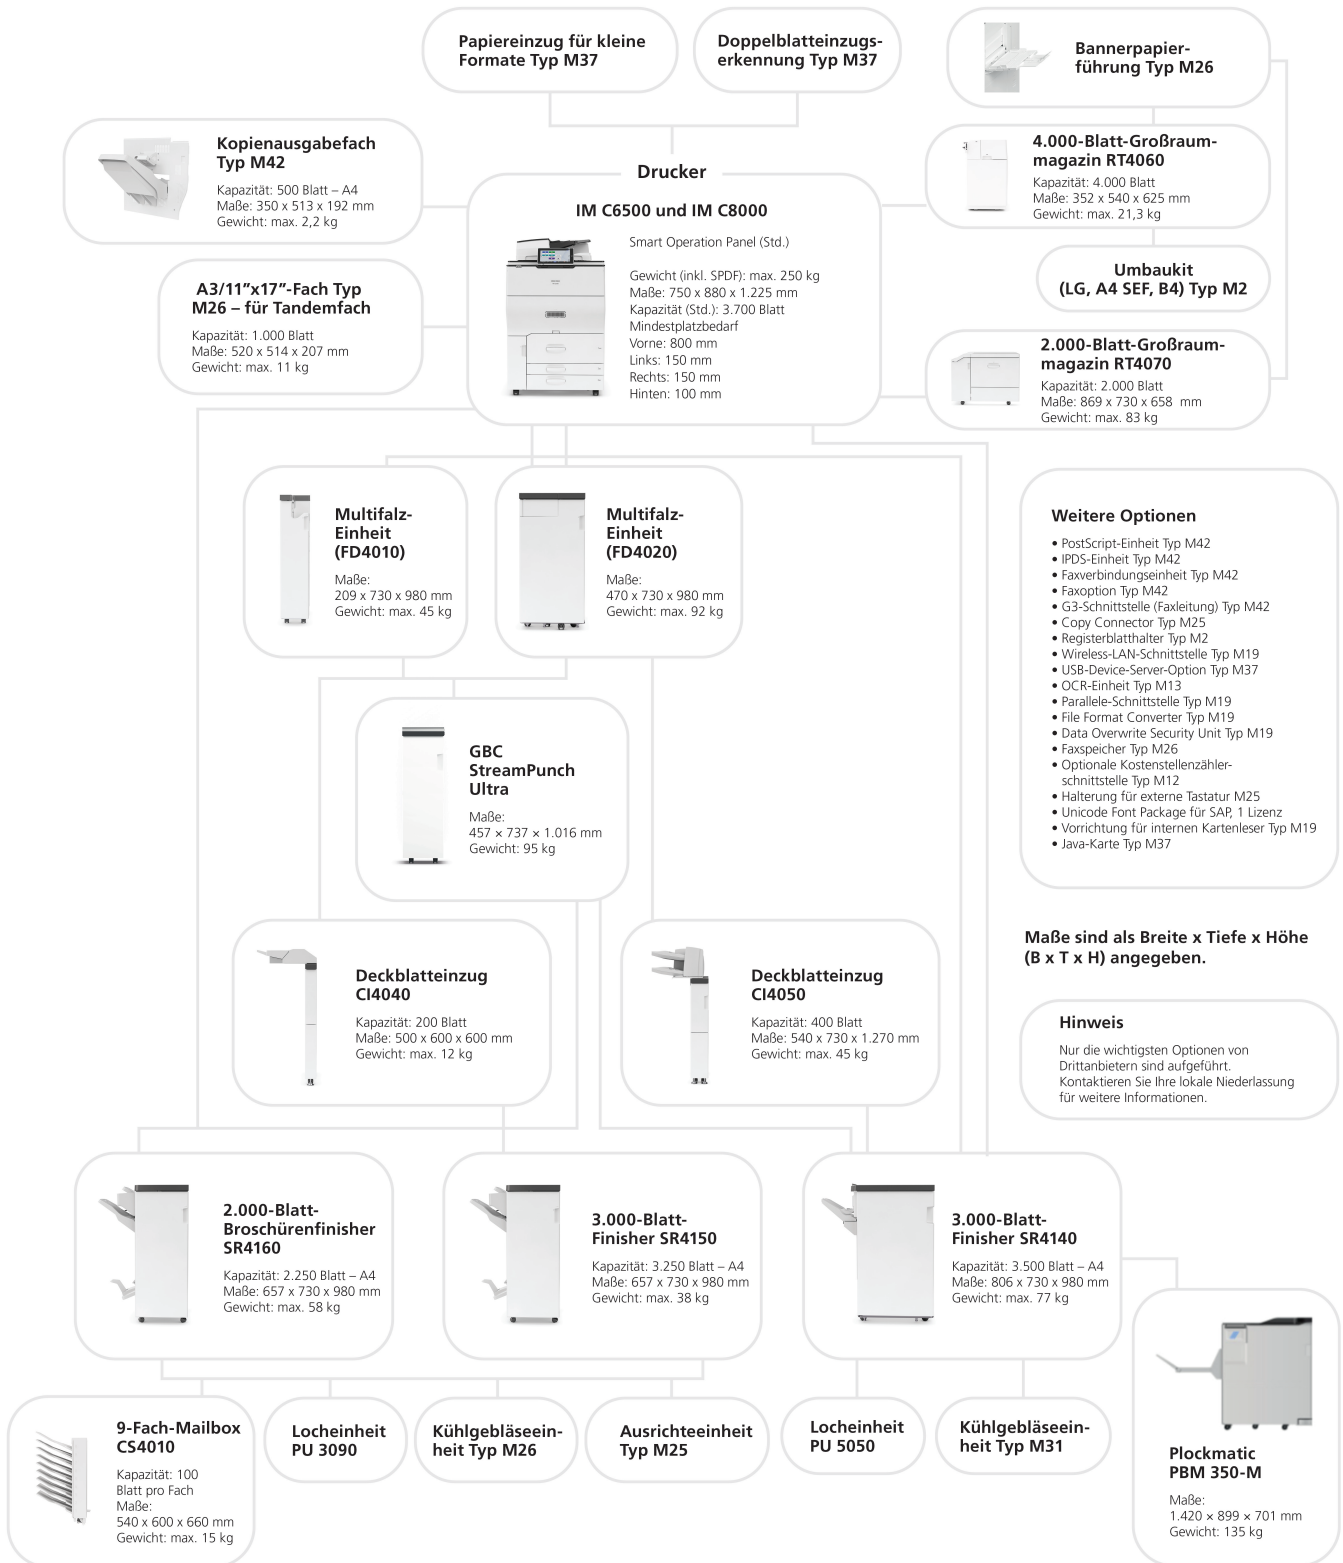 Papiereinzug für kleine
Formate Typ M37
Doppelblatteinzugs-
erkennung Typ M37
Bannerpapier-
führung Typ M26
Kopienausgabefach
Typ M42
Kapazität: 500 Blatt – A4
Maße: 350 x 513 x 192 mm
Gewicht: max. 2,2 kg
A3/11”x17”-Fach Typ
M26 – für Tandemfach
Kapazität: 1.000 Blatt
Maße: 520 x 514 x 207 mm
Gewicht: max. 11 kg
Drucker
IM C6500 und IM C8000
Smart Operation Panel (Std.)
Gewicht (inkl. SPDF): max. 250 kg
Maße: 750 x 880 x 1.225 mm
Kapazität (Std.): 3.700 Blatt
Mindestplatzbedarf
Vorne: 800 mm
Links: 150 mm
Rechts: 150 mm
Hinten: 100 mm
4.000-Blatt-Großraum-
magazin RT4060
Kapazität: 4.000 Blatt
Maße: 352 x 540 x 625 mm
Gewicht: max. 21,3 kg
Umbaukit
(LG, A4 SEF, B4) Typ M2
2.000-Blatt-Großraum-
magazin RT4070
Kapazität: 2.000 Blatt
Maße: 869 x 730 x 658 mm
Gewicht: max. 83 kg
Multifalz-
Einheit
(FD4010)
Maße:
209 x 730 x 980 mm
Gewicht: max. 45 kg
Multifalz-
Einheit
(FD4020)
Maße:
470 x 730 x 980 mm
Gewicht: max. 92 kg
Weitere Optionen
• PostScript-Einheit Typ M42
• IPDS-Einheit Typ M42
• Faxverbindungseinheit Typ M42
• Faxoption Typ M42
• G3-Schnittstelle (Faxleitung) Typ M42
• Copy Connector Typ M25
• Registerblatthalter Typ M2
• Wireless-LAN-Schnittstelle Typ M19
• USB-Device-Server-Option Typ M37
• OCR-Einheit Typ M13
• Parallele-Schnittstelle Typ M19
• File Format Converter Typ M19
• Data Overwrite Security Unit Typ M19
• Faxspeicher Typ M26
• Optionale Kostenstellenzähler-
schnittstelle Typ M12
• Halterung für externe Tastatur M25
• Unicode Font Package für SAP, 1 Lizenz
• Vorrichtung für internen Kartenleser Typ M19
• Java-Karte Typ M37
GBC
StreamPunch
Ultra
Maße:
457 × 737 × 1.016 mm
Gewicht: 95 kg
Deckblatteinzug
CI4040
Kapazität: 200 Blatt
Maße: 500 x 600 x 600 mm
Gewicht: max. 12 kg
Deckblatteinzug
CI4050
Kapazität: 400 Blatt
Maße: 540 x 730 x 1.270 mm
Gewicht: max. 45 kg
Maße sind als Breite x Tiefe x Höhe
(B x T x H) angegeben.
Hinweis
Nur die wichtigsten Optionen von
Drittanbietern sind aufgeführt.
Kontaktieren Sie Ihre lokale Niederlassung
für weitere Informationen.
2.000-Blatt-
Broschürenfinisher
SR4160
Kapazität: 2.250 Blatt – A4
Maße: 657 x 730 x 980 mm
Gewicht: max. 58 kg
3.000-Blatt-
Finisher SR4150
Kapazität: 3.250 Blatt – A4
Maße: 657 x 730 x 980 mm
Gewicht: max. 38 kg
3.000-Blatt-
Finisher SR4140
Kapazität: 3.500 Blatt – A4
Maße: 806 x 730 x 980 mm
Gewicht: max. 77 kg
9-Fach-Mailbox
CS4010
Kapazität: 100
Blatt pro Fach
Maße:
540 x 600 x 660 mm
Gewicht: max. 15 kg
Locheinheit
PU 3090
Kühlgebläseein-
heit Typ M26
Ausrichteeinheit
Typ M25
Locheinheit
PU 5050
Kühlgebläseein-
heit Typ M31
Plockmatic
PBM 350-M
Maße:
1.420 × 899 × 701 mm
Gewicht: 135 kg